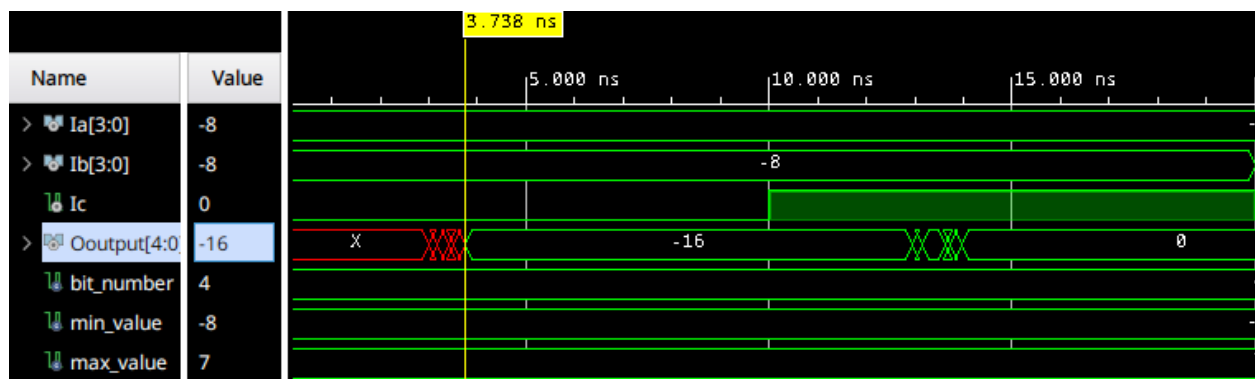 3.738 ns
Name Value
5.000 ns 10.000 ns 15.000 ns
Ia[3:0] -8
Ib[3:0] -8 -8
Ic 0
Ooutput[4:0] -16 X -16 0
bit_number 4
min_value -8
max_value 7